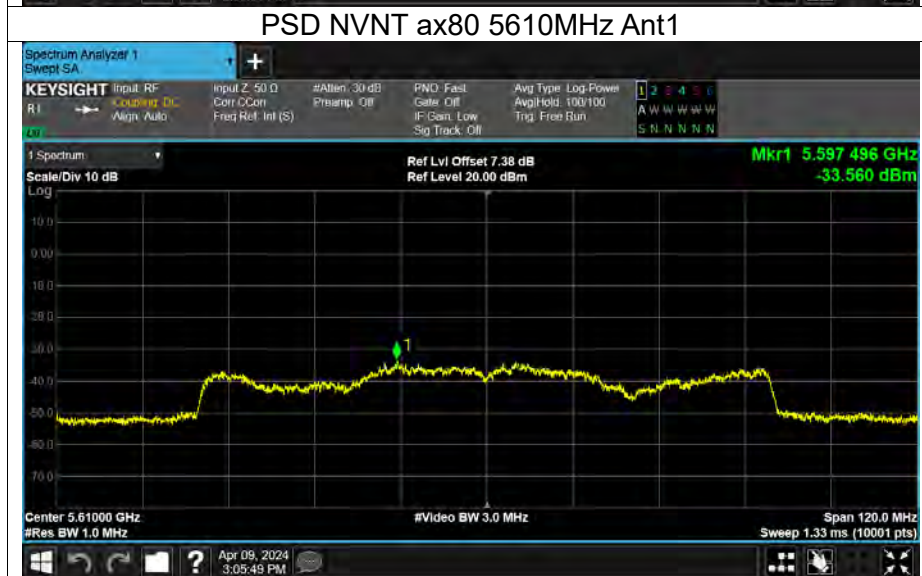 PSD NVNT ax80 5610MHz Ant1
Spectrum Analyzer 1
Swept SA
+
KEYSIGHT Input: RF Input Z: 50 Ω #Atten: 30 dB PNO: Fast Avg Type: Log-Power 1 2 3 4 5 6
Coupling: DC Corr CCorr Preamp: Off Gate: Off Avg|Hold: 100/100 A W W W W W
Align: Auto Freq Ref: Int (S) IF Gain: Low Trig: Free Run
Sig Track: Off S N N N N N
1 Spectrum Ref Lvl Offset 7.38 dB Mkr1 5.597 496 GHz
Scale/Div 10 dB Ref Level 20.00 dBm -33.560 dBm
Log
10.0
0.00
-10.0
-20.0
-30.0
1
-40.0
-50.0
-60.0
-70.0
Center 5.61000 GHz #Video BW 3.0 MHz Span 120.0 MHz
#Res BW 1.0 MHz Sweep 1.33 ms (10001 pts)
? Apr 09, 2024
3:05:49 PM